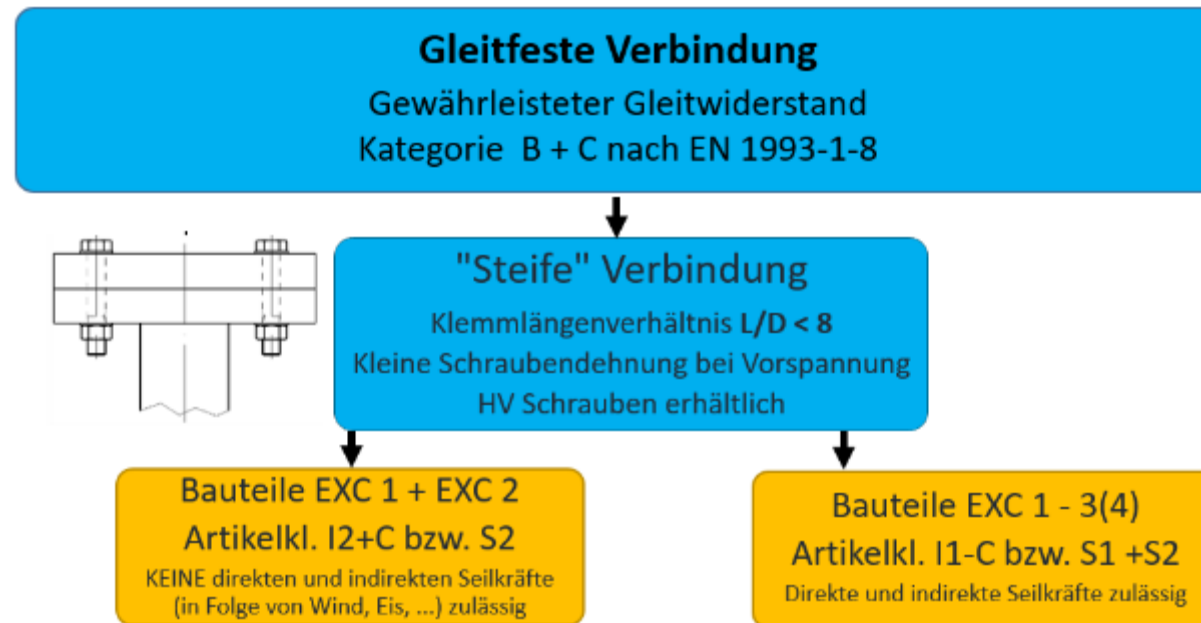 Gleitfeste Verbindung
Gewährleisteter Gleitwiderstand
Kategorie B + C nach EN 1993-1-8
"Steife" Verbindung
Klemmlängenverhältnis L/D < 8
Kleine Schraubendehnung bei Vorspannung
HV Schrauben erhältlich
Bauteile EXC 1 + EXC 2
Artikelkl. I2+C bzw. S2
KEINE direkten und indirekten Seilkräfte
(in Folge von Wind, Eis, ...) zulässig
Bauteile EXC 1 - 3(4)
Artikelkl. I1-C bzw. S1 +S2
Direkte und indirekte Seilkräfte zulässig